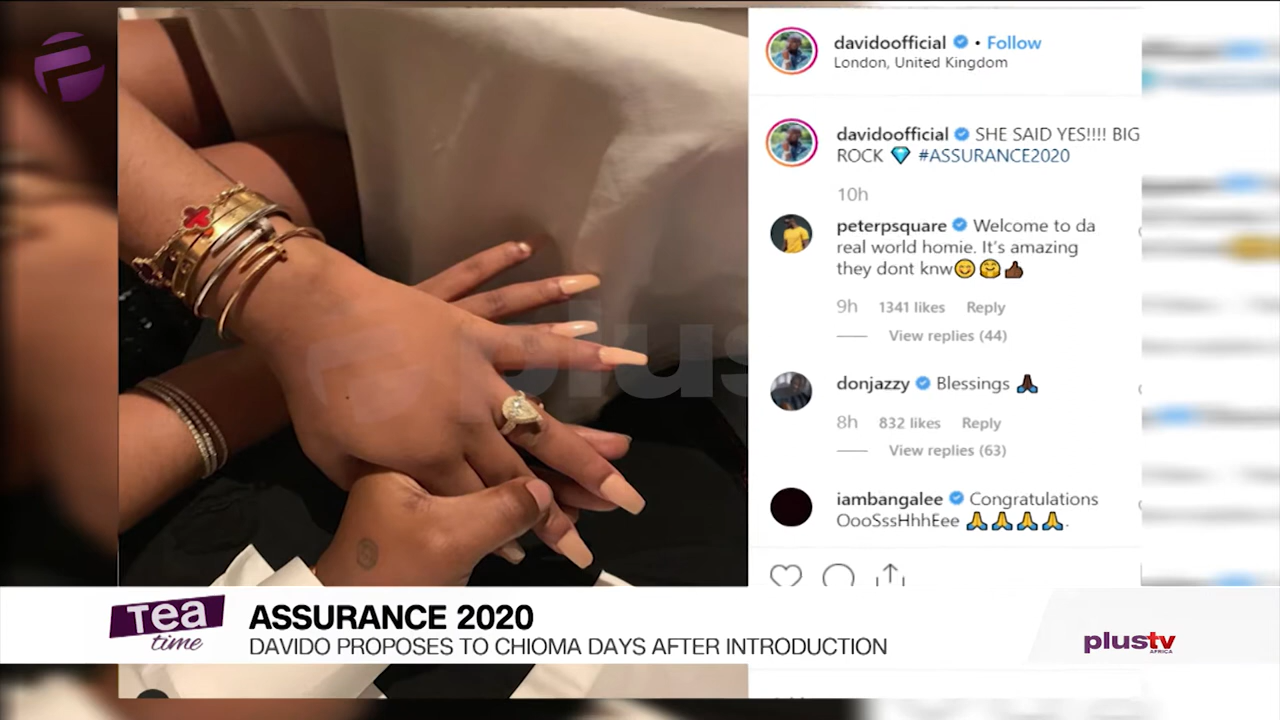 davidoofficial • Follow
London, United Kingdom
davidoofficial SHE SAID YES!!!! BIG
ROCK 💎 #ASSURANCE2020
10h
peterpsquare Welcome to da
real world homie. It's amazing
they dont knw😊🤗👍🏾
9h 1341 likes Reply
View replies (44)
plus
donjazzy Blessings 🙏🏿
8h 832 likes Reply
View replies (63)
iambangalee Congratulations
OooSssHhhEee 🙏🙏🙏🙏.
Tea
time
ASSURANCE 2020
DAVIDO PROPOSES TO CHIOMA DAYS AFTER INTRODUCTION
plustv
AFRICA